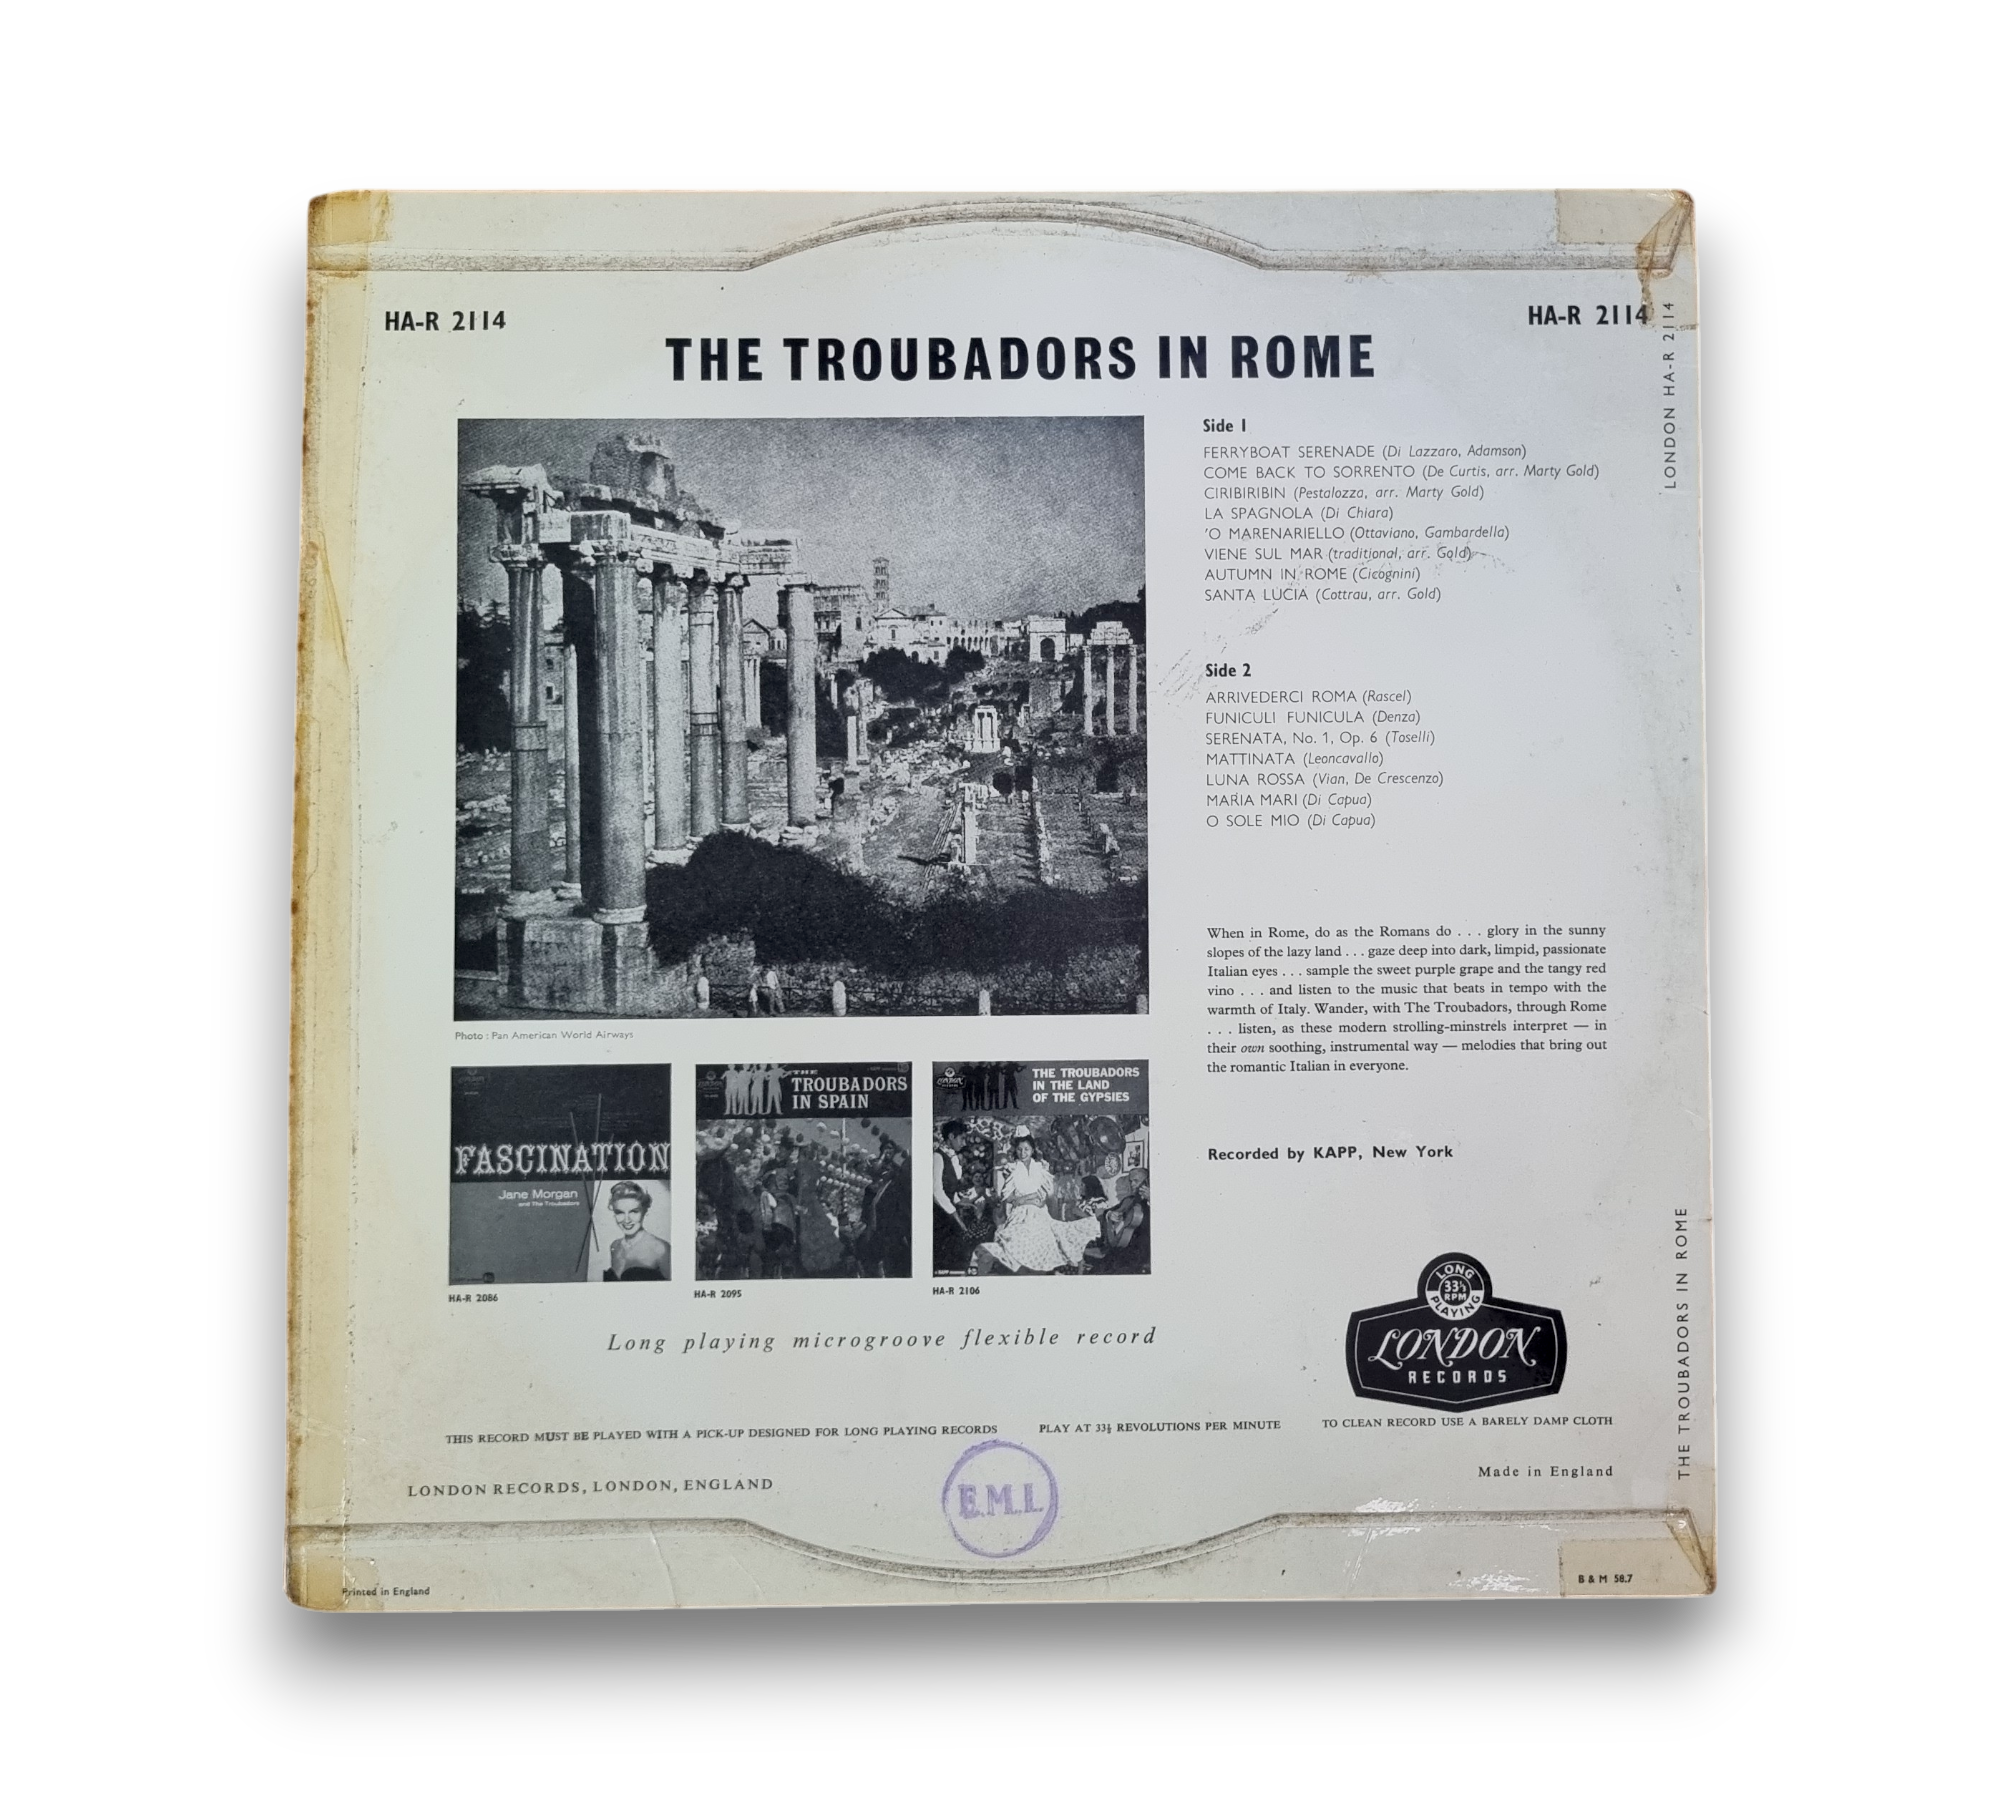 HA-R 2114
HA-R 2114
THE TROUBADORS IN ROME
LONDON HA-R 2114
Side 1
FERRYBOAT SERENADE (Di Lazzaro, Adamson)
COME BACK TO SORRENTO (De Curtis, arr. Marty Gold)
CIRIBIRIBIN (Pestalozza, arr. Marty Gold)
LA SPAGNOLA (Di Chiara)
'O MARENARIELLO (Ottaviano, Gambardella)
VIENE SUL MAR (traditional, arr. Gold)
AUTUMN IN ROME (Cicognini)
SANTA LUCIA (Cottrau, arr. Gold)
Side 2
ARRIVEDERCI ROMA (Rascel)
FUNICULI FUNICULA (Denza)
SERENATA, No. 1, Op. 6 (Toselli)
MATTINATA (Leoncavallo)
LUNA ROSSA (Vian, De Crescenzo)
MARIA MARI (Di Capua)
O SOLE MIO (Di Capua)
When in Rome, do as the Romans do . . . glory in the sunny
slopes of the lazy land . . . gaze deep into dark, limpid, passionate
Italian eyes . . . sample the sweet purple grape and the tangy red
vino . . . and listen to the music that beats in tempo with the
warmth of Italy. Wander, with The Troubadors, through Rome
. . . listen, as these modern strolling-minstrels interpret — in
their own soothing, instrumental way — melodies that bring out
the romantic Italian in everyone.
Photo : Pan American World Airways
FASCINATION
Jane Morgan
and The Troubadors
HA-R 2086
THE
TROUBADORS
IN SPAIN
HA-R 2095
LONDON
THE TROUBADORS
IN THE LAND
OF THE GYPSIES
HA-R 2106
Recorded by KAPP, New York
Long playing microgroove flexible record
LONG
33⅓
RPM
PLAYING
LONDON
RECORDS
THE TROUBADORS IN ROME
THIS RECORD MUST BE PLAYED WITH A PICK-UP DESIGNED FOR LONG PLAYING RECORDS
PLAY AT 33⅓ REVOLUTIONS PER MINUTE
TO CLEAN RECORD USE A BARELY DAMP CLOTH
LONDON RECORDS, LONDON, ENGLAND
E.M.I.
Made in England
Printed in England
B & M 58.7